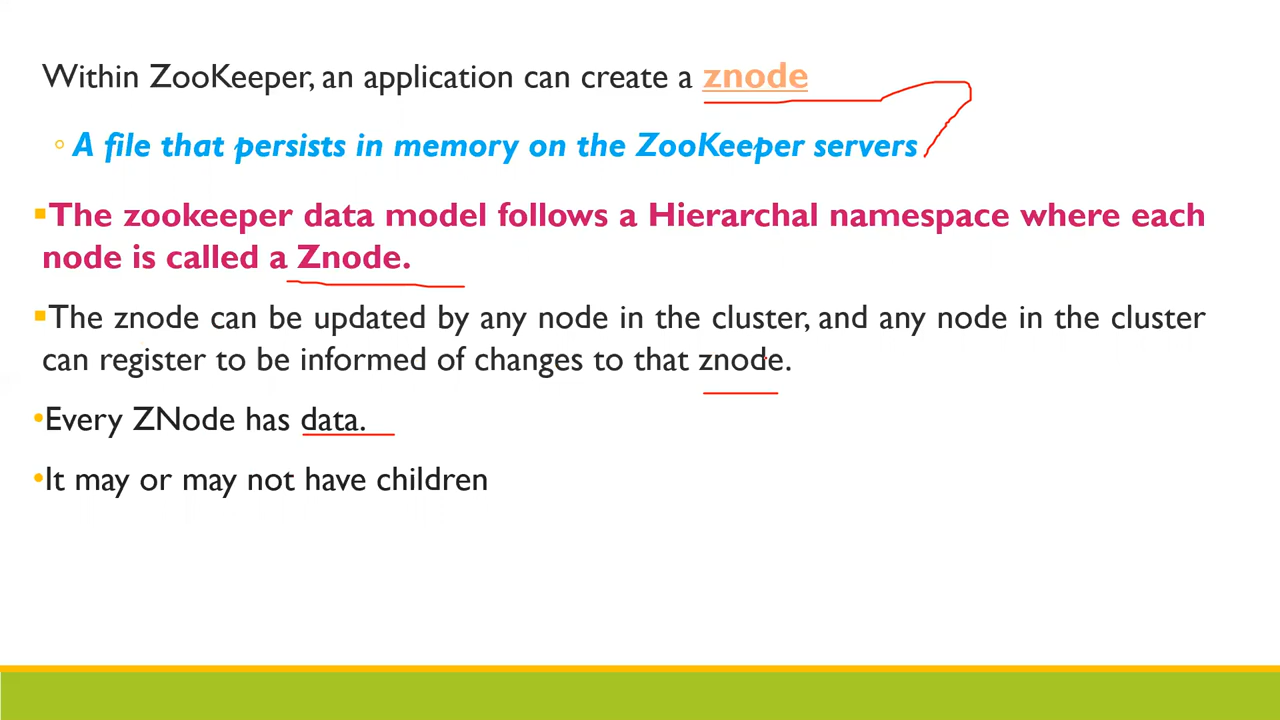 Within ZooKeeper, an application can create a znode
◦ A file that persists in memory on the ZooKeeper servers
▪The zookeeper data model follows a Hierarchal namespace where each
node is called a Znode.
▪The znode can be updated by any node in the cluster, and any node in the cluster
can register to be informed of changes to that znode.
•Every ZNode has data.
•It may or may not have children